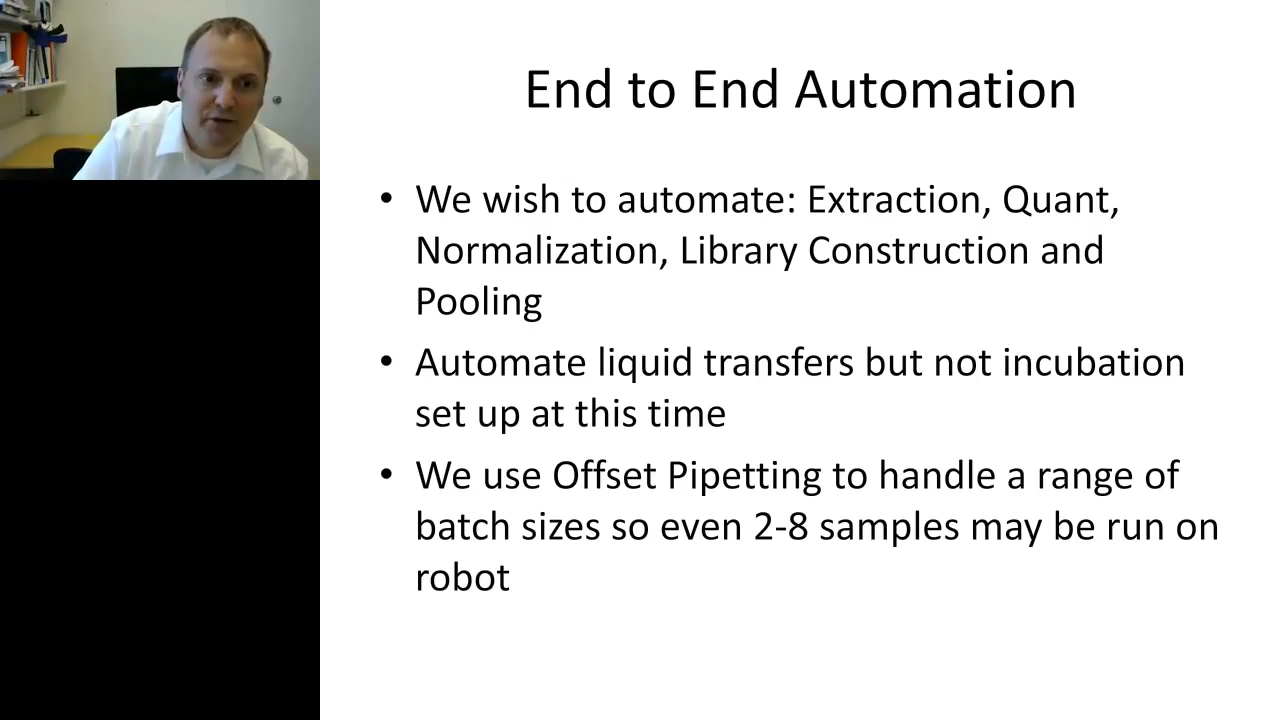 End to End Automation
• We wish to automate: Extraction, Quant,
Normalization, Library Construction and
Pooling
• Automate liquid transfers but not incubation
set up at this time
• We use Offset Pipetting to handle a range of
batch sizes so even 2-8 samples may be run on
robot